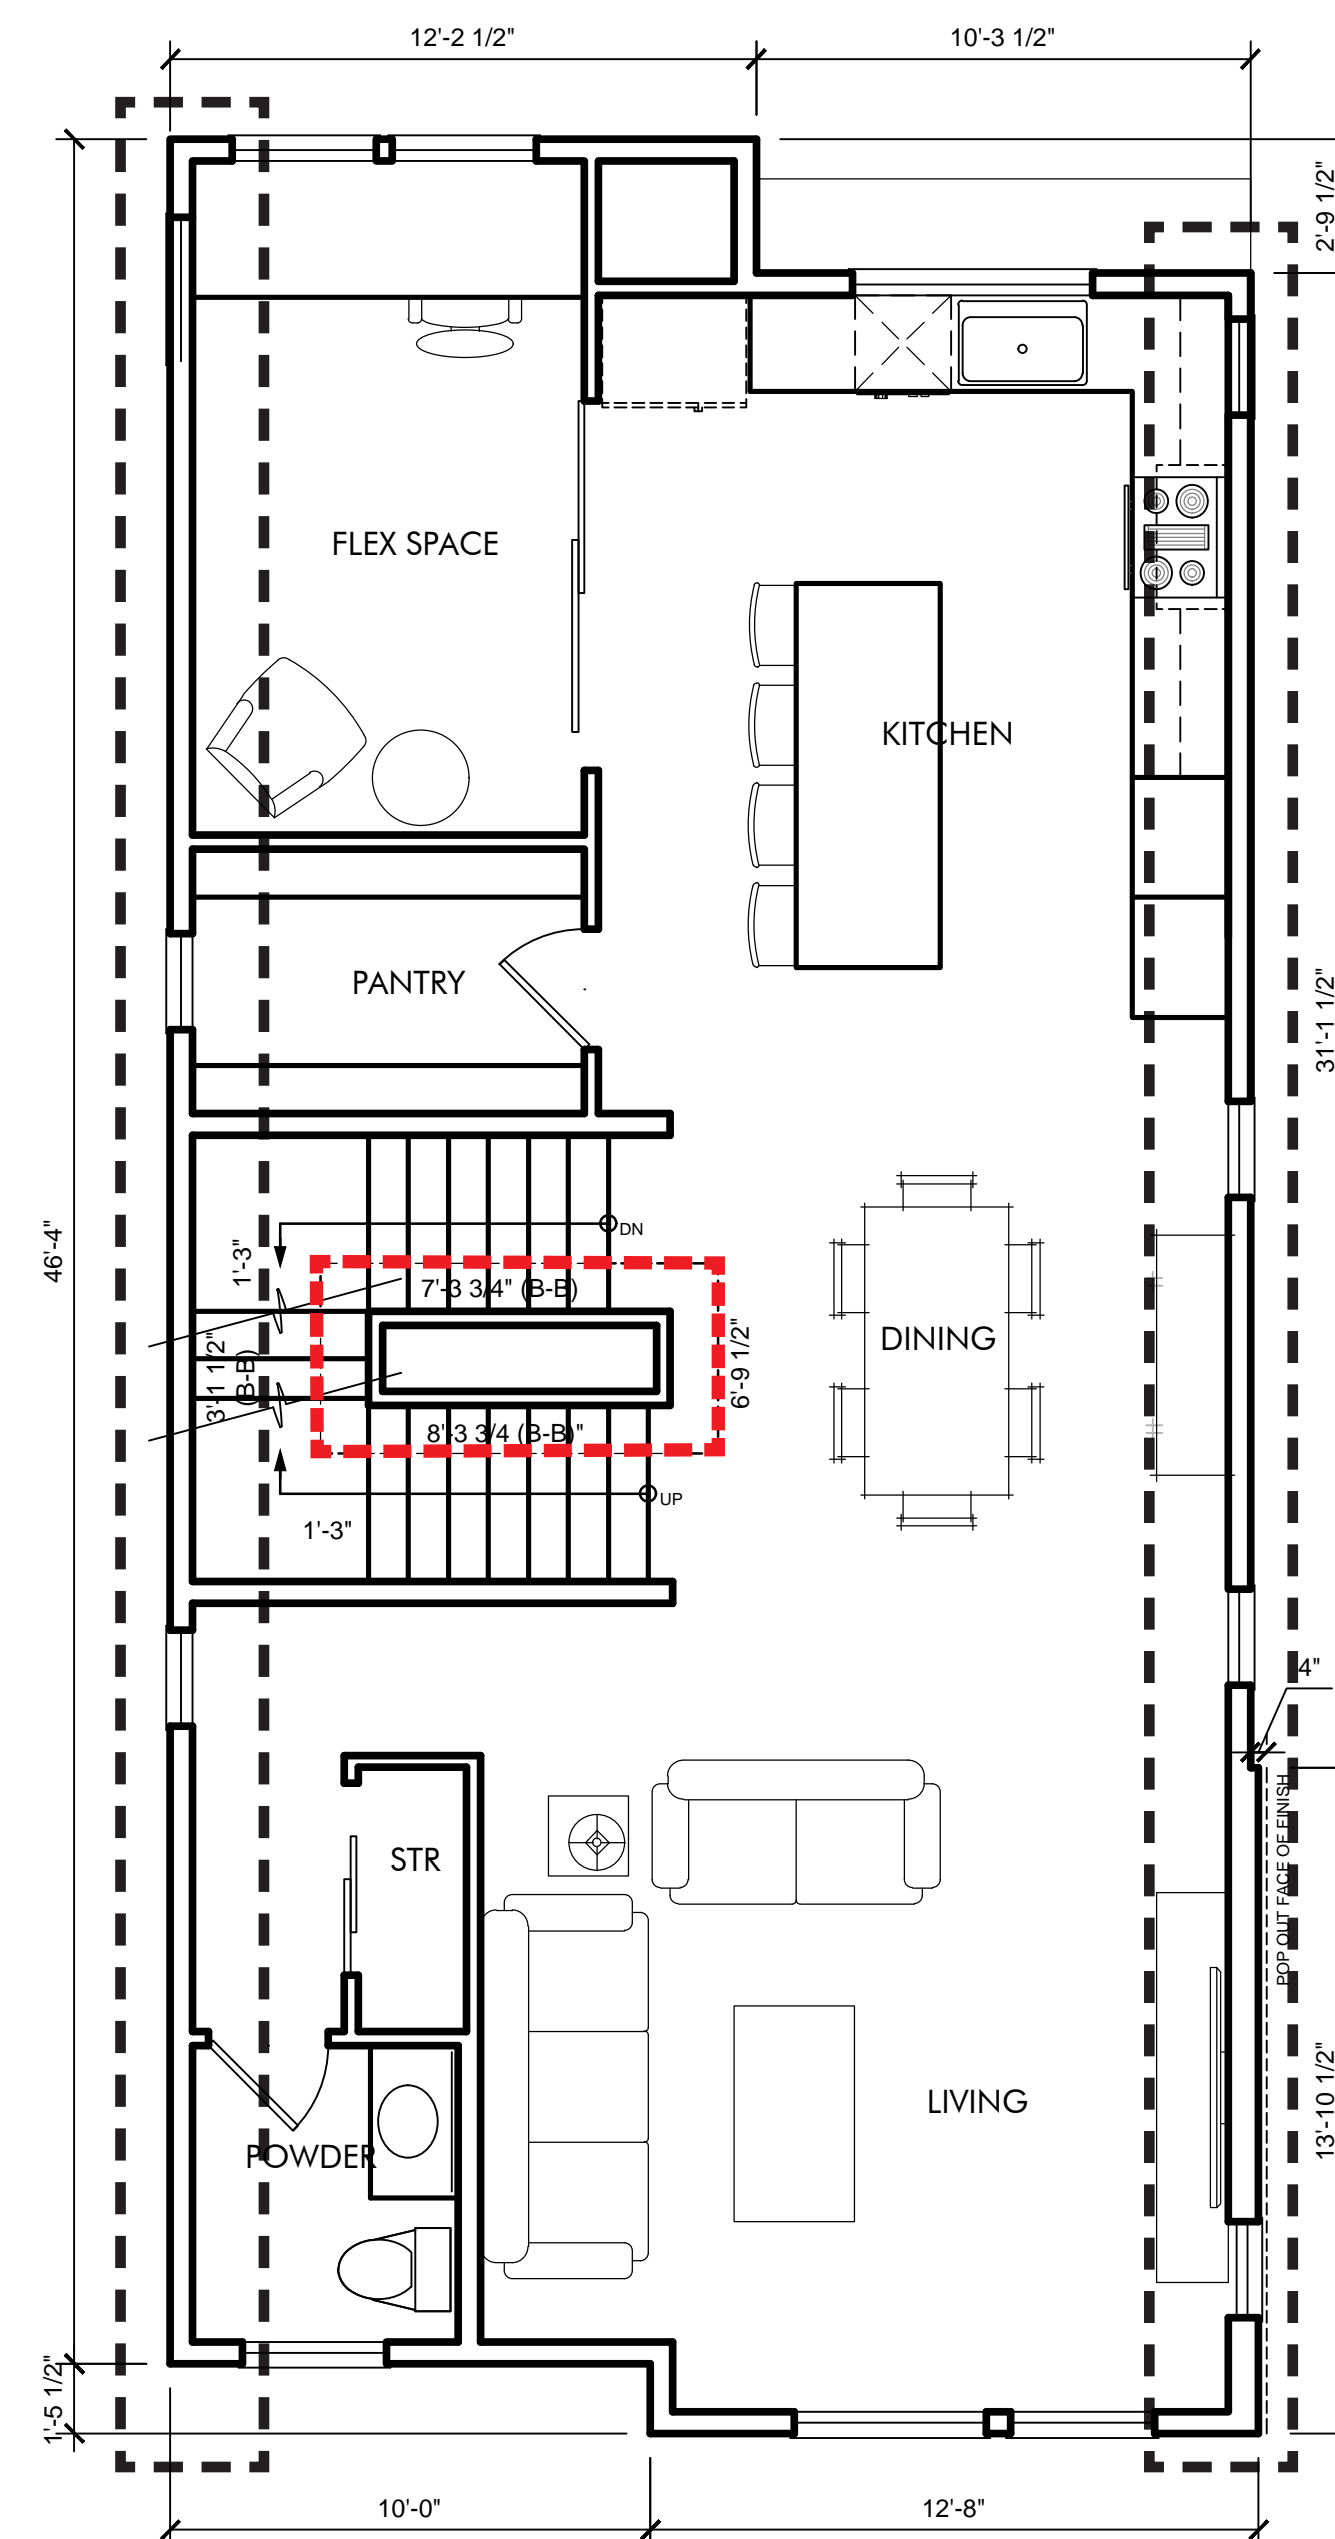 12'-2 1/2"
10'-3 1/2"
2'-9 1/2"
FLEX SPACE
KITCHEN
PANTRY
31'-1 1/2"
46'-4"
DN
1'-3"
7'-3 3/4" (B-B)
3'-1 1/2"
(B-B)
6'-9 1/2"
DINING
8'-3 3/4 (B-B)"
UP
1'-3"
4"
POP OUT FACE OF FINISH
STR
LIVING
13'-10 1/2"
POWDER
1'-5 1/2"
10'-0"
12'-8"